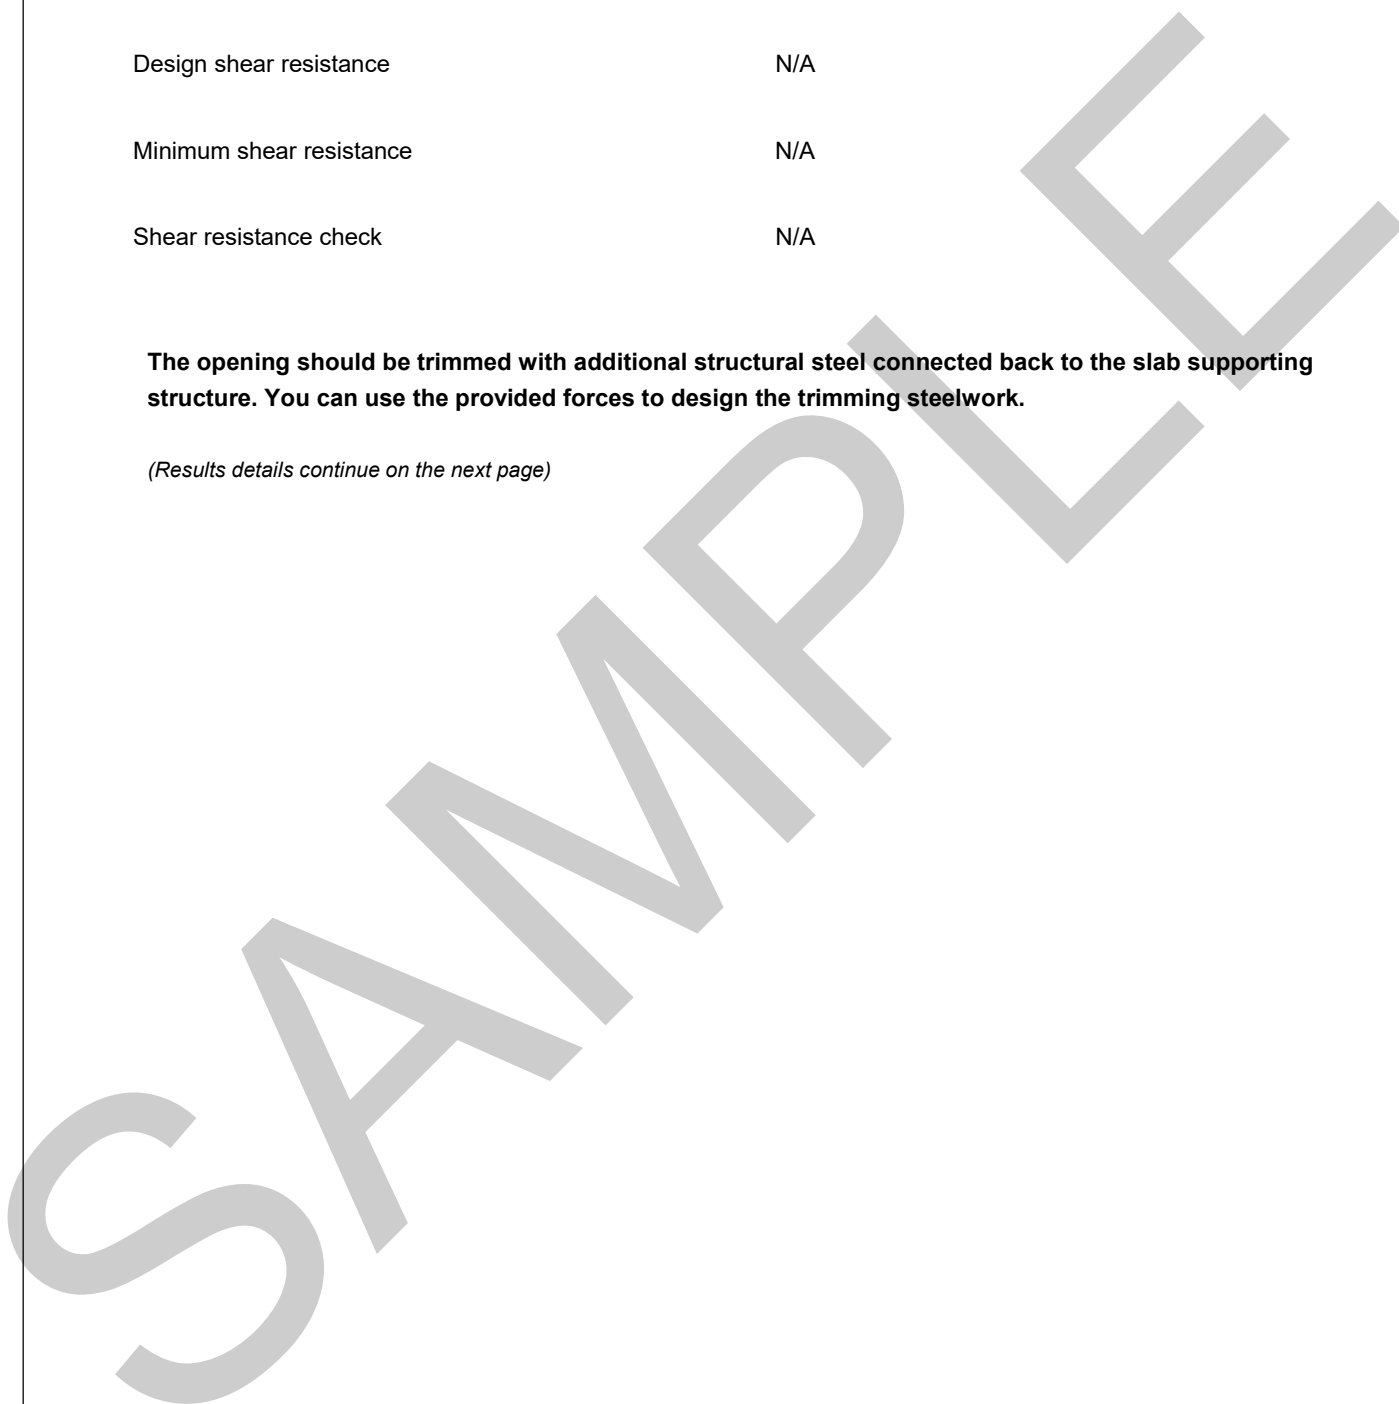 Design shear resistance N/A
Minimum shear resistance N/A
Shear resistance check N/A
The opening should be trimmed with additional structural steel connected back to the slab supporting
structure. You can use the provided forces to design the trimming steelwork.
(Results details continue on the next page)
SAMPLE